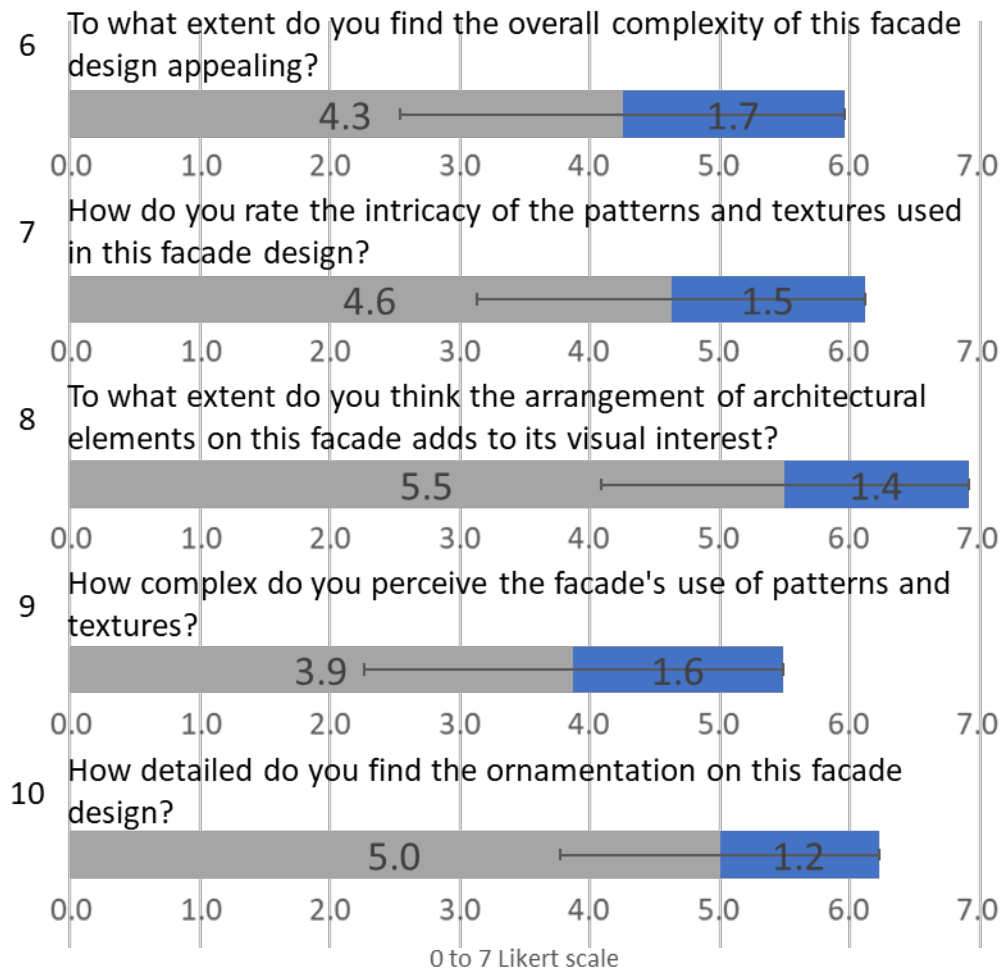 6
To what extent do you find the overall complexity of this facade
design appealing?
4.3 1.7
0.0 1.0 2.0 3.0 4.0 5.0 6.0 7.0
7
How do you rate the intricacy of the patterns and textures used
in this facade design?
4.6 1.5
0.0 1.0 2.0 3.0 4.0 5.0 6.0 7.0
8
To what extent do you think the arrangement of architectural
elements on this facade adds to its visual interest?
5.5 1.4
0.0 1.0 2.0 3.0 4.0 5.0 6.0 7.0
9
How complex do you perceive the facade's use of patterns and
textures?
3.9 1.6
0.0 1.0 2.0 3.0 4.0 5.0 6.0 7.0
10
How detailed do you find the ornamentation on this facade
design?
5.0 1.2
0.0 1.0 2.0 3.0 4.0 5.0 6.0 7.0
0 to 7 Likert scale